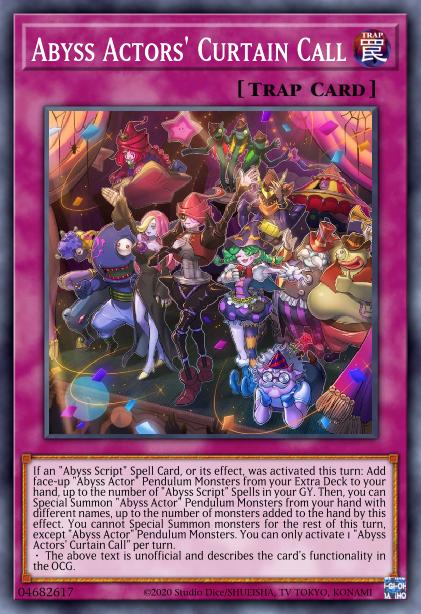 Abyss Actors' Curtain Call
TRAP
罠
[Trap Card]
If an "Abyss Script" Spell Card, or its effect, was activated this turn: Add
face-up "Abyss Actor" Pendulum Monsters from your Extra Deck to your
hand, up to the number of "Abyss Script" Spells in your GY. Then, you can
Special Summon "Abyss Actor" Pendulum Monsters from your hand with
different names, up to the number of monsters added to the hand by this
effect. You cannot Special Summon monsters for the rest of this turn,
except "Abyss Actor" Pendulum Monsters. You can only activate 1 "Abyss
Actors' Curtain Call" per turn.
· The above text is unofficial and describes the card's functionality in
the OCG.
04682617
©2020 Studio Dice/SHUEISHA, TV TOKYO, KONAMI